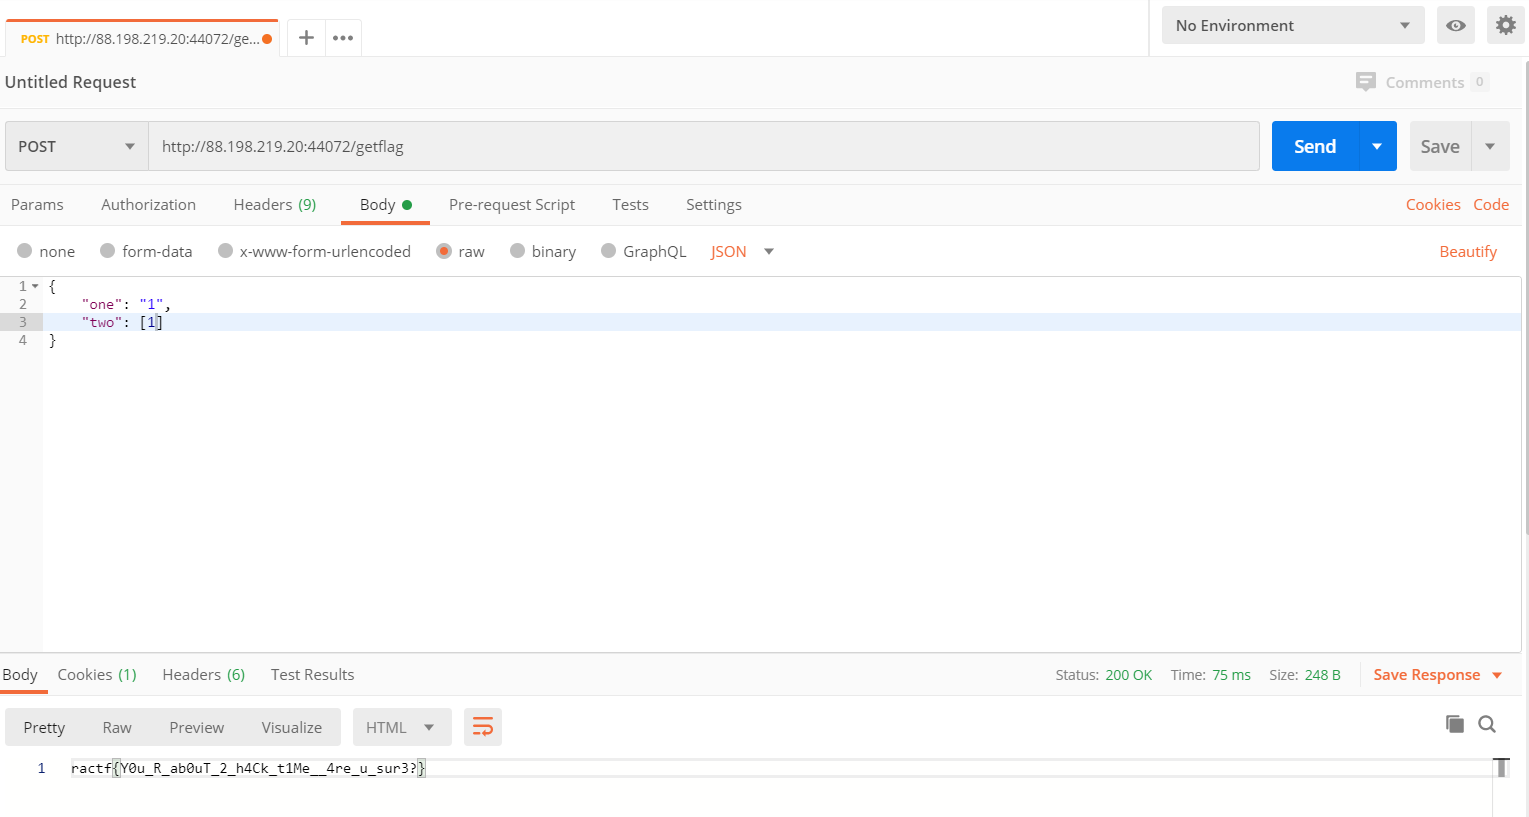 POST http://88.198.219.20:44072/ge...
No Environment
Untitled Request
Comments 0
POST http://88.198.219.20:44072/getflag Send Save
Params Authorization Headers (9) Body Pre-request Script Tests Settings Cookies Code
none form-data x-www-form-urlencoded raw binary GraphQL JSON Beautify
1 {
2 "one": "1",
3 "two": [1]
4 }
Body Cookies (1) Headers (6) Test Results Status: 200 OK Time: 75 ms Size: 248 B Save Response
Pretty Raw Preview Visualize HTML
1 ractf{Y0u_R_ab0uT_2_h4Ck_t1Me__4re_u_sur3?}